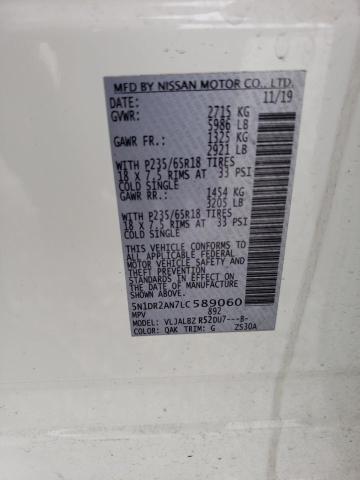 MFD BY NISSAN MOTOR CO., LTD.
DATE: 11/19
GVWR: 2715 KG
5986 LB
GAWR FR.: 1325 KG
2921 LB
WITH P235/65R18 TIRES
18 X 7.5 RIMS AT 33 PSI
COLD SINGLE
GAWR RR.: 1454 KG
3205 LB
WITH P235/65R18 TIRES
18 X 7.5 RIMS AT 33 PSI
COLD SINGLE
THIS VEHICLE CONFORMS
TO ALL APPLICABLE FEDERAL
MOTOR VEHICLE SAFETY
STANDARDS IN EFFECT ON
THE DATE OF MANUFACTURE
SHOWN ABOVE.
5N1DR2AN7LC589060
MPV 892
MODEL: VLJALBZ R52DU7---B-
COLOR: QAK TRIM: G ZS30A